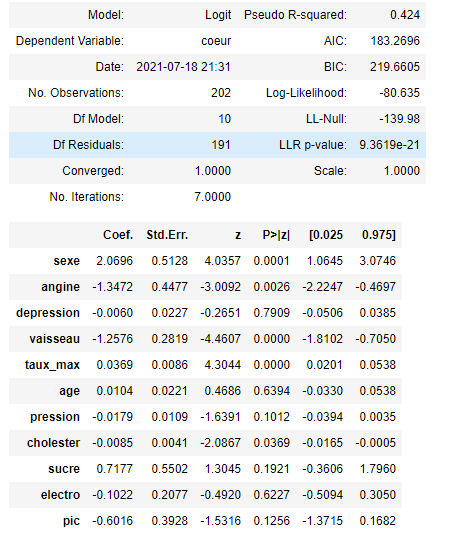 Model: Logit Pseudo R-squared: 0.424
Dependent Variable: coeur AIC: 183.2696
Date: 2021-07-18 21:31 BIC: 219.6605
No. Observations: 202 Log-Likelihood: -80.635
Df Model: 10 LL-Null: -139.98
Df Residuals: 191 LLR p-value: 9.3619e-21
Converged: 1.0000 Scale: 1.0000
No. Iterations: 7.0000
Coef. Std.Err. z P>|z| [0.025 0.975]
sexe 2.0696 0.5128 4.0357 0.0001 1.0645 3.0746
angine -1.3472 0.4477 -3.0092 0.0026 -2.2247 -0.4697
depression -0.0060 0.0227 -0.2651 0.7909 -0.0506 0.0385
vaisseau -1.2576 0.2819 -4.4607 0.0000 -1.8102 -0.7050
taux_max 0.0369 0.0086 4.3044 0.0000 0.0201 0.0538
age 0.0104 0.0221 0.4686 0.6394 -0.0330 0.0538
pression -0.0179 0.0109 -1.6391 0.1012 -0.0394 0.0035
cholester -0.0085 0.0041 -2.0867 0.0369 -0.0165 -0.0005
sucre 0.7177 0.5502 1.3045 0.1921 -0.3606 1.7960
electro -0.1022 0.2077 -0.4920 0.6227 -0.5094 0.3050
pic -0.6016 0.3928 -1.5316 0.1256 -1.3715 0.1682